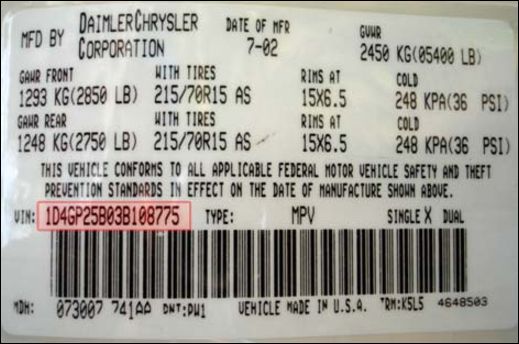 MFD BY DAIMLERCHRYSLER CORPORATION DATE OF MFR 7-02 GVWR 2450 KG(05400 LB)
GAWR FRONT WITH TIRES RIMS AT COLD
1293 KG(2850 LB) 215/70R15 AS 15X6.5 248 KPA(36 PSI)
GAWR REAR WITH TIRES RIMS AT COLD
1248 KG(2750 LB) 215/70R15 AS 15X6.5 248 KPA(36 PSI)
THIS VEHICLE CONFORMS TO ALL APPLICABLE FEDERAL MOTOR VEHICLE SAFETY AND THEFT
PREVENTION STANDARDS IN EFFECT ON THE DATE OF MANUFACTURE SHOWN ABOVE.
VIN: 1D4GP25B03B108775 TYPE: MPV SINGLE X DUAL
MDH: 073007 741AA PNT:PW1 VEHICLE MADE IN U.S.A. TRM:K5L5 4648503